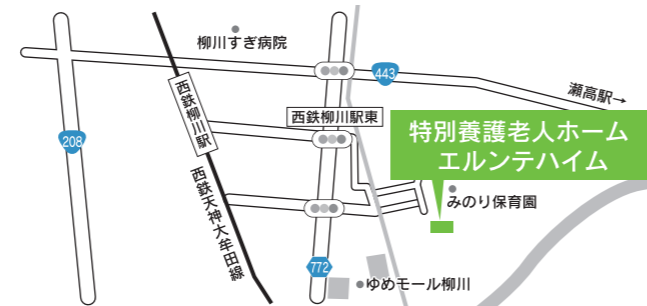 柳川すぎ病院
443
瀬高駅→
西鉄柳川駅
西鉄柳川駅東
208
特別養護老人ホーム
エルンテハイム
西鉄天神大牟田線
みのり保育園
772
ゆめモール柳川